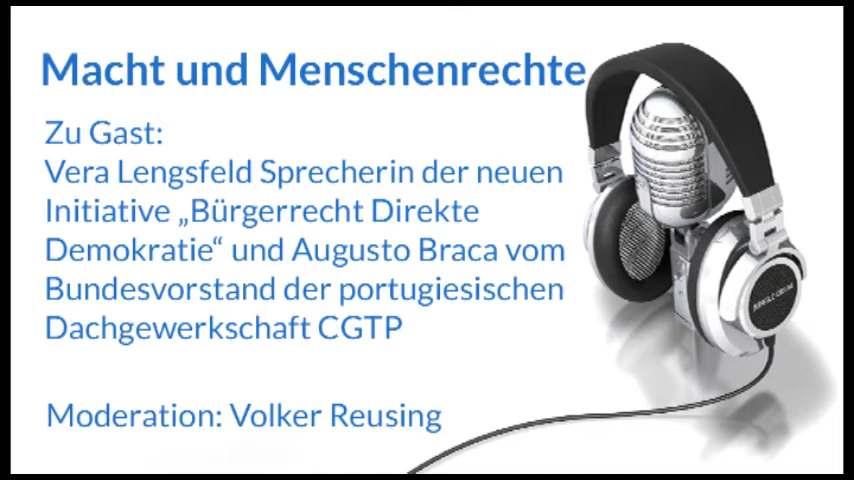 Macht und Menschenrechte
Zu Gast:
Vera Lengsfeld Sprecherin der neuen
Initiative „Bürgerrecht Direkte
Demokratie“ und Augusto Braca vom
Bundesvorstand der portugiesischen
Dachgewerkschaft CGTP
Moderation: Volker Reusing